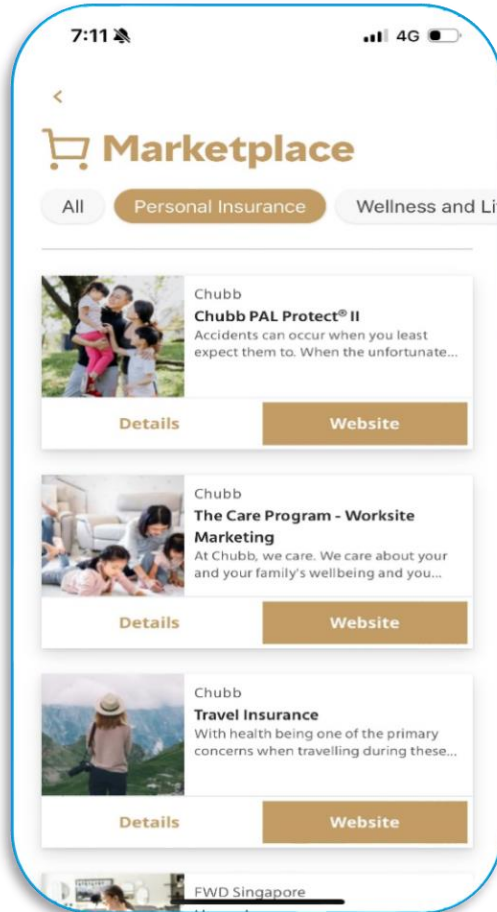 7:11
4G
<
Marketplace
All
Personal Insurance
Wellness and Li
Chubb
Chubb PAL Protect® II
Accidents can occur when you least
expect them to. When the unfortunate...
Details
Website
Chubb
The Care Program - Worksite
Marketing
At Chubb, we care. We care about your
and your family's wellbeing and you...
Details
Website
Chubb
Travel Insurance
With health being one of the primary
concerns when travelling during these...
Details
Website
FWD Singapore